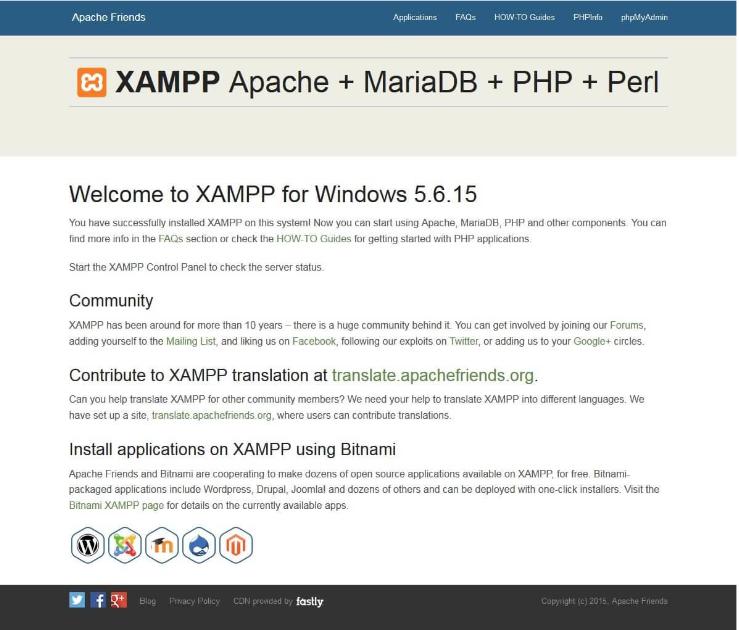 Apache Friends
Applications FAQs HOW-TO Guides PHPInfo phpMyAdmin
XAMPP Apache + MariaDB + PHP + Perl
Welcome to XAMPP for Windows 5.6.15
You have successfully installed XAMPP on this system! Now you can start using Apache, MariaDB, PHP and other components. You can
find more info in the FAQs section or check the HOW-TO Guides for getting started with PHP applications.
Start the XAMPP Control Panel to check the server status.
Community
XAMPP has been around for more than 10 years – there is a huge community behind it. You can get involved by joining our Forums,
adding yourself to the Mailing List, and liking us on Facebook, following our exploits on Twitter, or adding us to your Google+ circles.
Contribute to XAMPP translation at translate.apachefriends.org.
Can you help translate XAMPP for other community members? We need your help to translate XAMPP into different languages. We
have set up a site, translate.apachefriends.org, where users can contribute translations.
Install applications on XAMPP using Bitnami
Apache Friends and Bitnami are cooperating to make dozens of open source applications available on XAMPP, for free. Bitnami-
packaged applications include Wordpress, Drupal, Joomla! and dozens of others and can be deployed with one-click installers. Visit the
Bitnami XAMPP page for details on the currently available apps.
Blog Privacy Policy CDN provided by fastly Copyright (c) 2015, Apache Friends